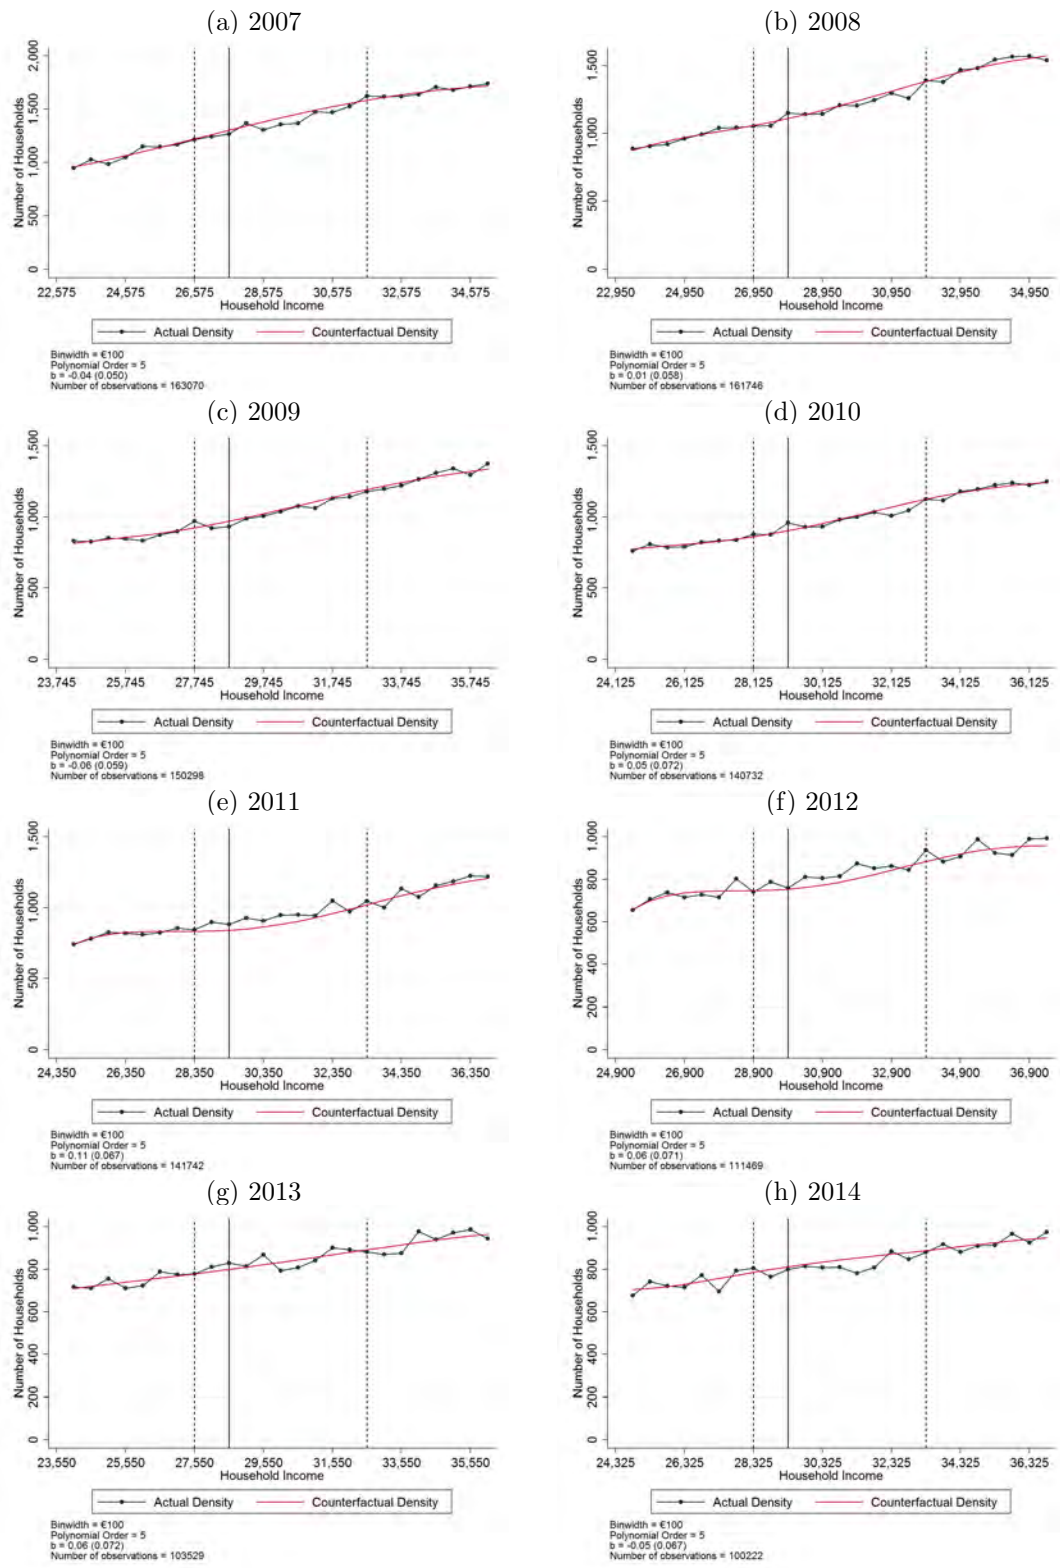 (a) 2007
Number of Households
2,000
1,500
1,000
500
0
22,575 24,575 26,575 28,575 30,575 32,575 34,575
Household Income
Actual Density Counterfactual Density
Binwidth = €100
Polynomial Order = 5
b = -0.04 (0.050)
Number of observations = 163070
(b) 2008
Number of Households
1,500
1,000
500
0
22,950 24,950 26,950 28,950 30,950 32,950 34,950
Household Income
Actual Density Counterfactual Density
Binwidth = €100
Polynomial Order = 5
b = 0.01 (0.058)
Number of observations = 161746
(c) 2009
Number of Households
1,500
1,000
500
0
23,745 25,745 27,745 29,745 31,745 33,745 35,745
Household Income
Actual Density Counterfactual Density
Binwidth = €100
Polynomial Order = 5
b = -0.06 (0.059)
Number of observations = 150298
(d) 2010
Number of Households
1,500
1,000
500
0
24,125 26,125 28,125 30,125 32,125 34,125 36,125
Household Income
Actual Density Counterfactual Density
Binwidth = €100
Polynomial Order = 5
b = 0.05 (0.072)
Number of observations = 140732
(e) 2011
Number of Households
1,500
1,000
500
0
24,350 26,350 28,350 30,350 32,350 34,350 36,350
Household Income
Actual Density Counterfactual Density
Binwidth = €100
Polynomial Order = 5
b = 0.11 (0.067)
Number of observations = 141742
(f) 2012
Number of Households
1,000
800
600
400
200
0
24,900 26,900 28,900 30,900 32,900 34,900 36,900
Household Income
Actual Density Counterfactual Density
Binwidth = €100
Polynomial Order = 5
b = 0.06 (0.071)
Number of observations = 111469
(g) 2013
Number of Households
1,000
800
600
400
200
0
23,550 25,550 27,550 29,550 31,550 33,550 35,550
Household Income
Actual Density Counterfactual Density
Binwidth = €100
Polynomial Order = 5
b = 0.06 (0.072)
Number of observations = 103529
(h) 2014
Number of Households
1,000
800
600
400
200
0
24,325 26,325 28,325 30,325 32,325 34,325 36,325
Household Income
Actual Density Counterfactual Density
Binwidth = €100
Polynomial Order = 5
b = -0.05 (0.067)
Number of observations = 100222